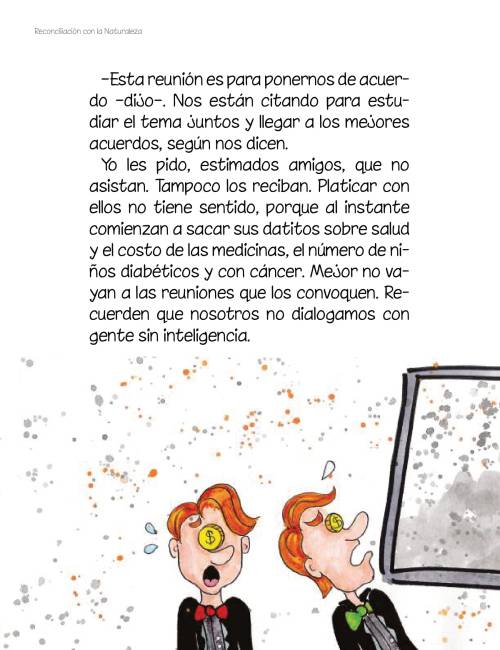 Reconciliación con la Naturaleza
-Esta reunión es para ponernos de acuer-
do -dijo-. Nos están citando para estu-
diar el tema juntos y llegar a los mejores
acuerdos, según nos dicen.
Yo les pido, estimados amigos, que no
asistan. Tampoco los reciban. Platicar con
ellos no tiene sentido, porque al instante
comienzan a sacar sus datitos sobre salud
y el costo de las medicinas, el número de ni-
ños diabéticos y con cáncer. Mejor no va-
yan a las reuniones que los convoquen. Re-
cuerden que nosotros no dialogamos con
gente sin inteligencia.
$
$